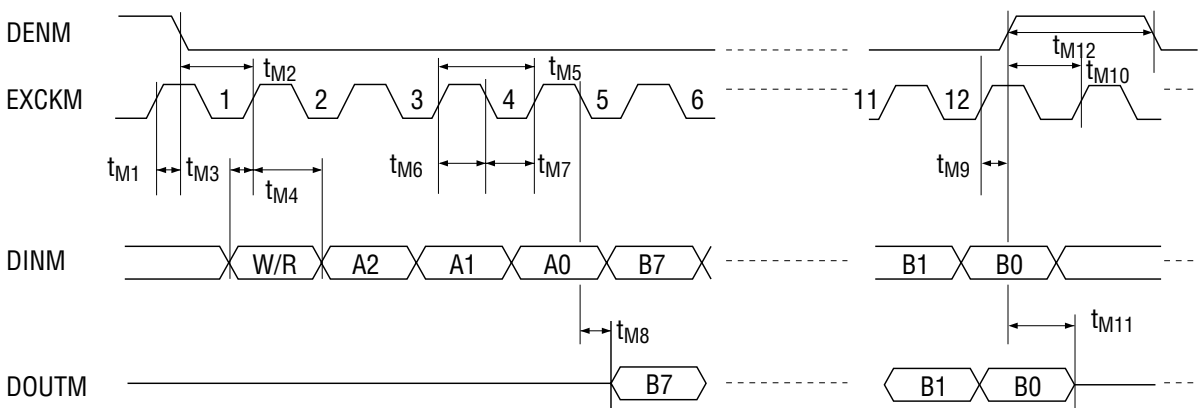 DENM
tM2
tM5
tM12
tM10
EXCKM
1
2
3
4
5
6
11
12
tM1
tM3
tM4
tM6
tM7
tM9
DINM
W/R
A2
A1
A0
B7
B1
B0
tM8
tM11
DOUTM
B7
B1
B0